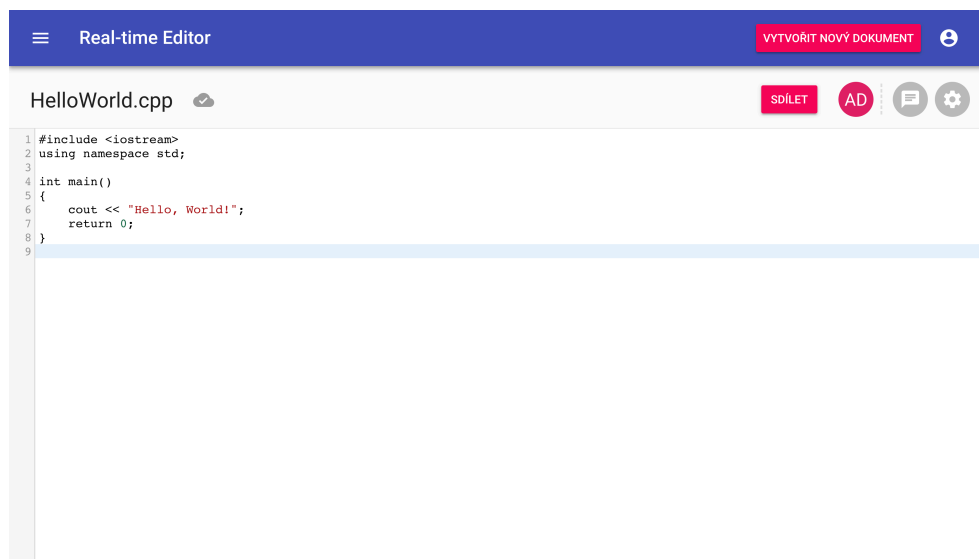 Real-time Editor VYTVOŘIT NOVÝ DOKUMENT
HelloWorld.cpp SDÍLET AD
1 #include <iostream>
2 using namespace std;
3
4 int main()
5 {
6     cout << "Hello, World!";
7     return 0;
8 }
9